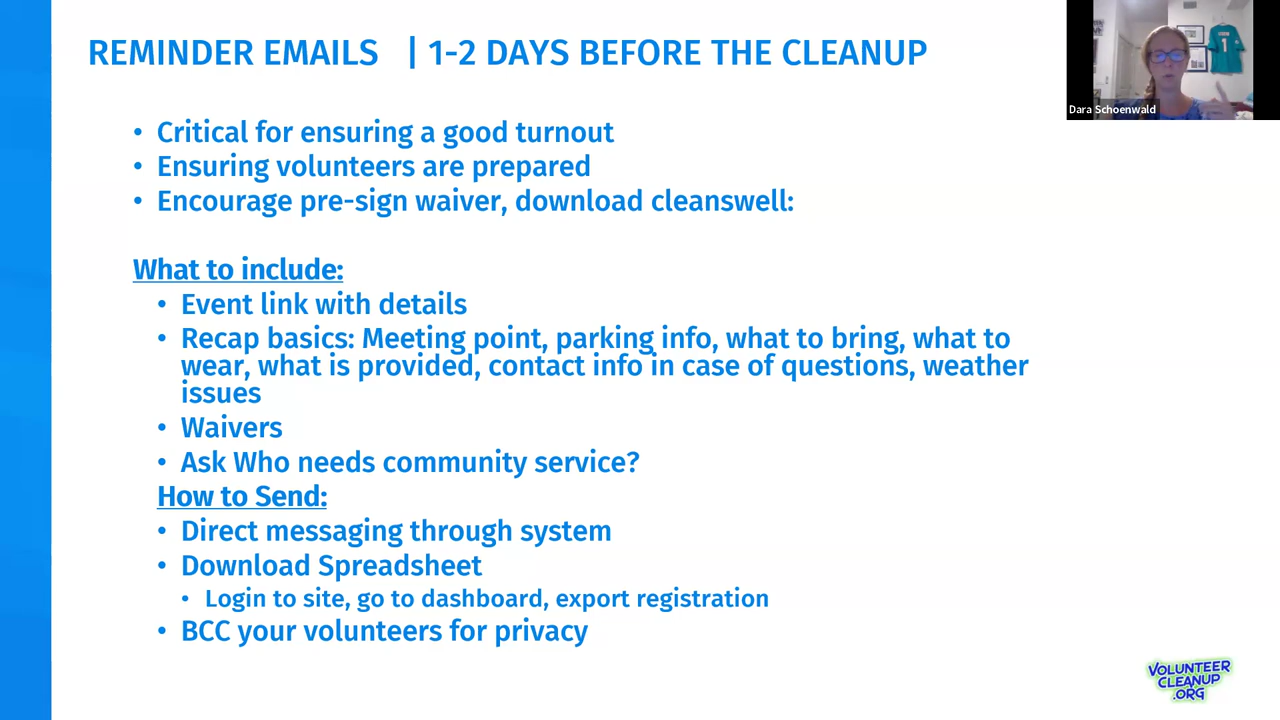 REMINDER EMAILS | 1-2 DAYS BEFORE THE CLEANUP
Dara Schoenwald
• Critical for ensuring a good turnout
• Ensuring volunteers are prepared
• Encourage pre-sign waiver, download cleanswell:
What to include:
• Event link with details
• Recap basics: Meeting point, parking info, what to bring, what to
wear, what is provided, contact info in case of questions, weather
issues
• Waivers
• Ask Who needs community service?
How to Send:
• Direct messaging through system
• Download Spreadsheet
• Login to site, go to dashboard, export registration
• BCC your volunteers for privacy
VOLUNTEER
CLEANUP
.ORG
1